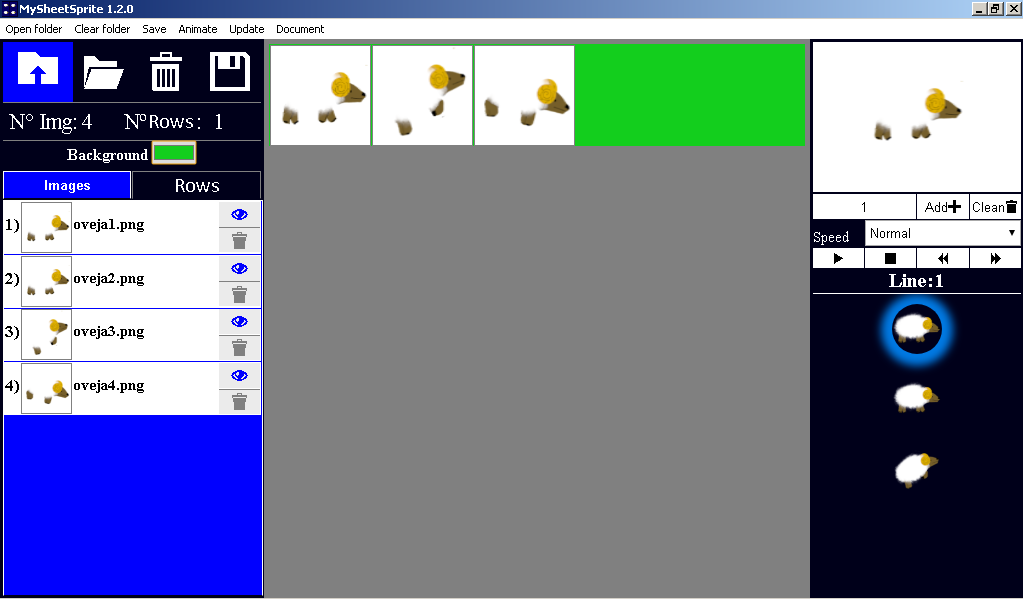 MySheetSprite 1.2.0
Open folder Clear folder Save Animate Update Document
N° Img: 4 NºRows: 1
Background
Images Rows
1) oveja1.png
2) oveja2.png
3) oveja3.png
4) oveja4.png
1 Add Clean
Speed Normal
Line:1